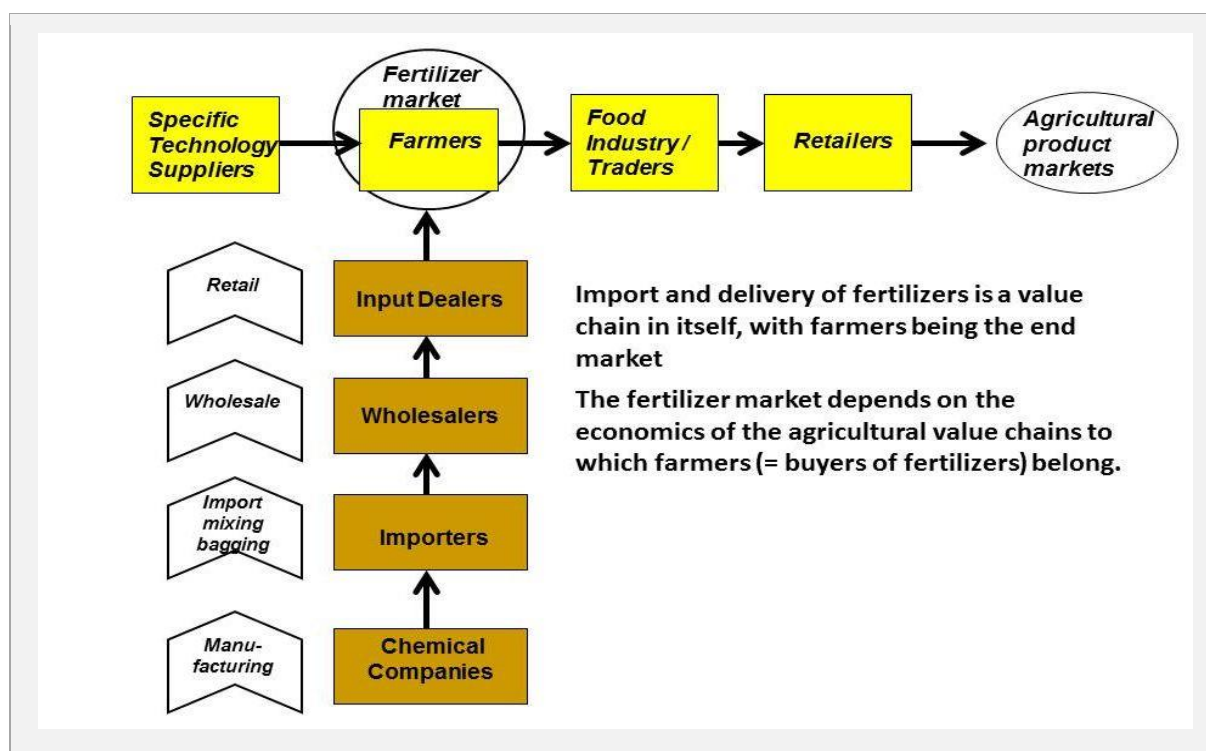 Fertilizer
market
Specific
Technology
Suppliers
Farmers
Food
Industry /
Traders
Retailers
Agricultural
product
markets
Retail
Input Dealers
Wholesale
Wholesalers
Import
mixing
bagging
Importers
Manu-
facturing
Chemical
Companies
Import and delivery of fertilizers is a value
chain in itself, with farmers being the end
market
The fertilizer market depends on the
economics of the agricultural value chains to
which farmers (= buyers of fertilizers) belong.